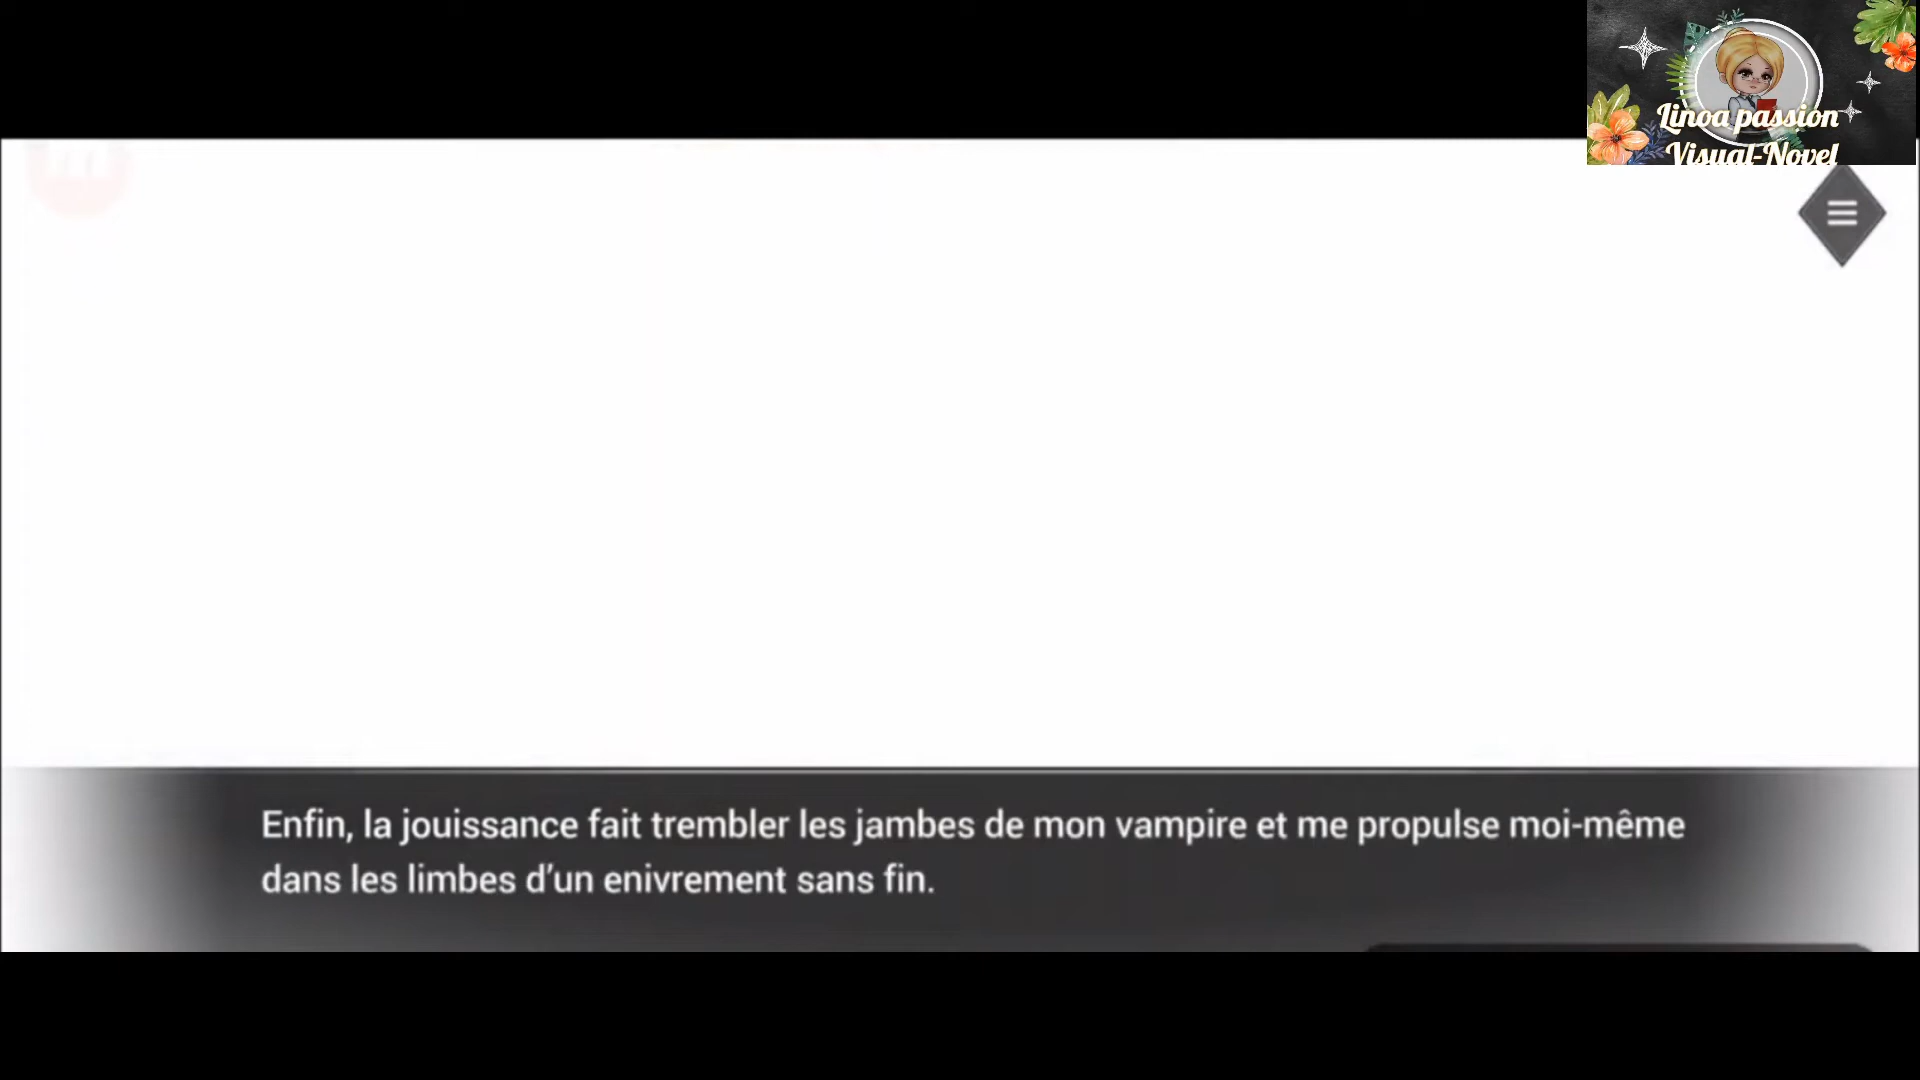 Linoa passion
Visual-Novel
Enfin, la jouissance fait trembler les jambes de mon vampire et me propulse moi-même
dans les limbes d’un enivrement sans fin.